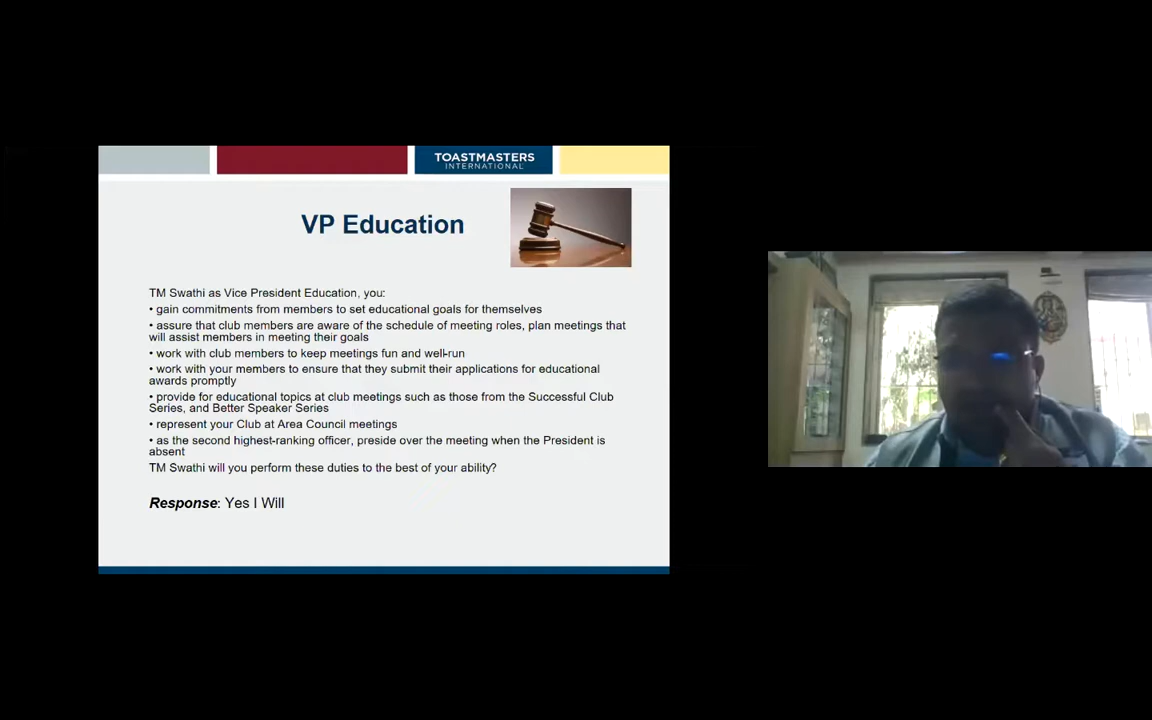 TOASTMASTERS
INTERNATIONAL
VP Education
TM Swathi as Vice President Education, you:
• gain commitments from members to set educational goals for themselves
• assure that club members are aware of the schedule of meeting roles, plan meetings that
will assist members in meeting their goals
• work with club members to keep meetings fun and well-run
• work with your members to ensure that they submit their applications for educational
awards promptly
• provide for educational topics at club meetings such as those from the Successful Club
Series, and Better Speaker Series
• represent your Club at Area Council meetings
• as the second highest-ranking officer, preside over the meeting when the President is
absent
TM Swathi will you perform these duties to the best of your ability?
Response: Yes I Will